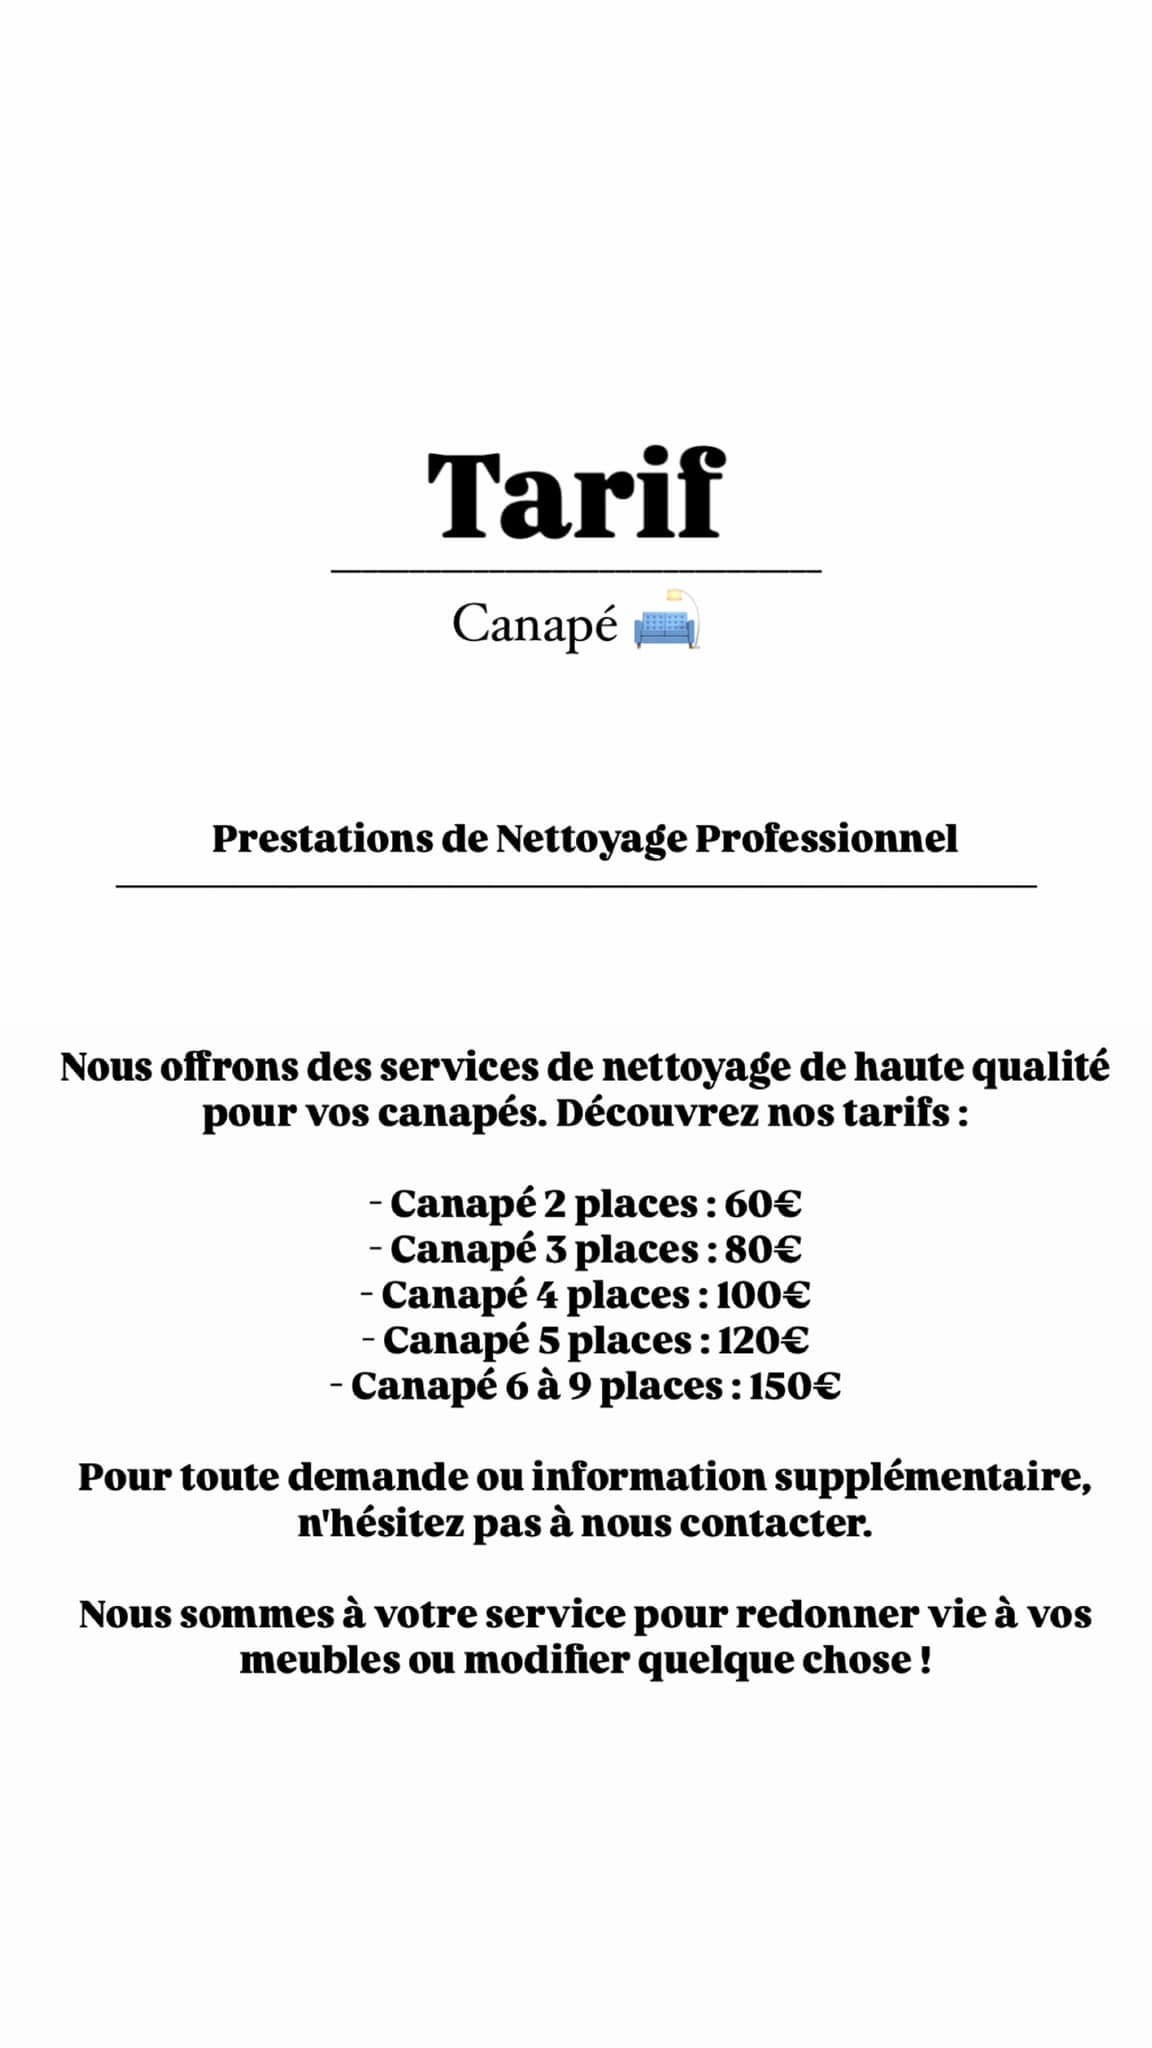 Tarif
Canapé
Prestations de Nettoyage Professionnel
Nous offrons des services de nettoyage de haute qualité
pour vos canapés. Découvrez nos tarifs :
- Canapé 2 places : 60€
- Canapé 3 places : 80€
- Canapé 4 places : 100€
- Canapé 5 places : 120€
- Canapé 6 à 9 places : 150€
Pour toute demande ou information supplémentaire,
n'hésitez pas à nous contacter.
Nous sommes à votre service pour redonner vie à vos
meubles ou modifier quelque chose !